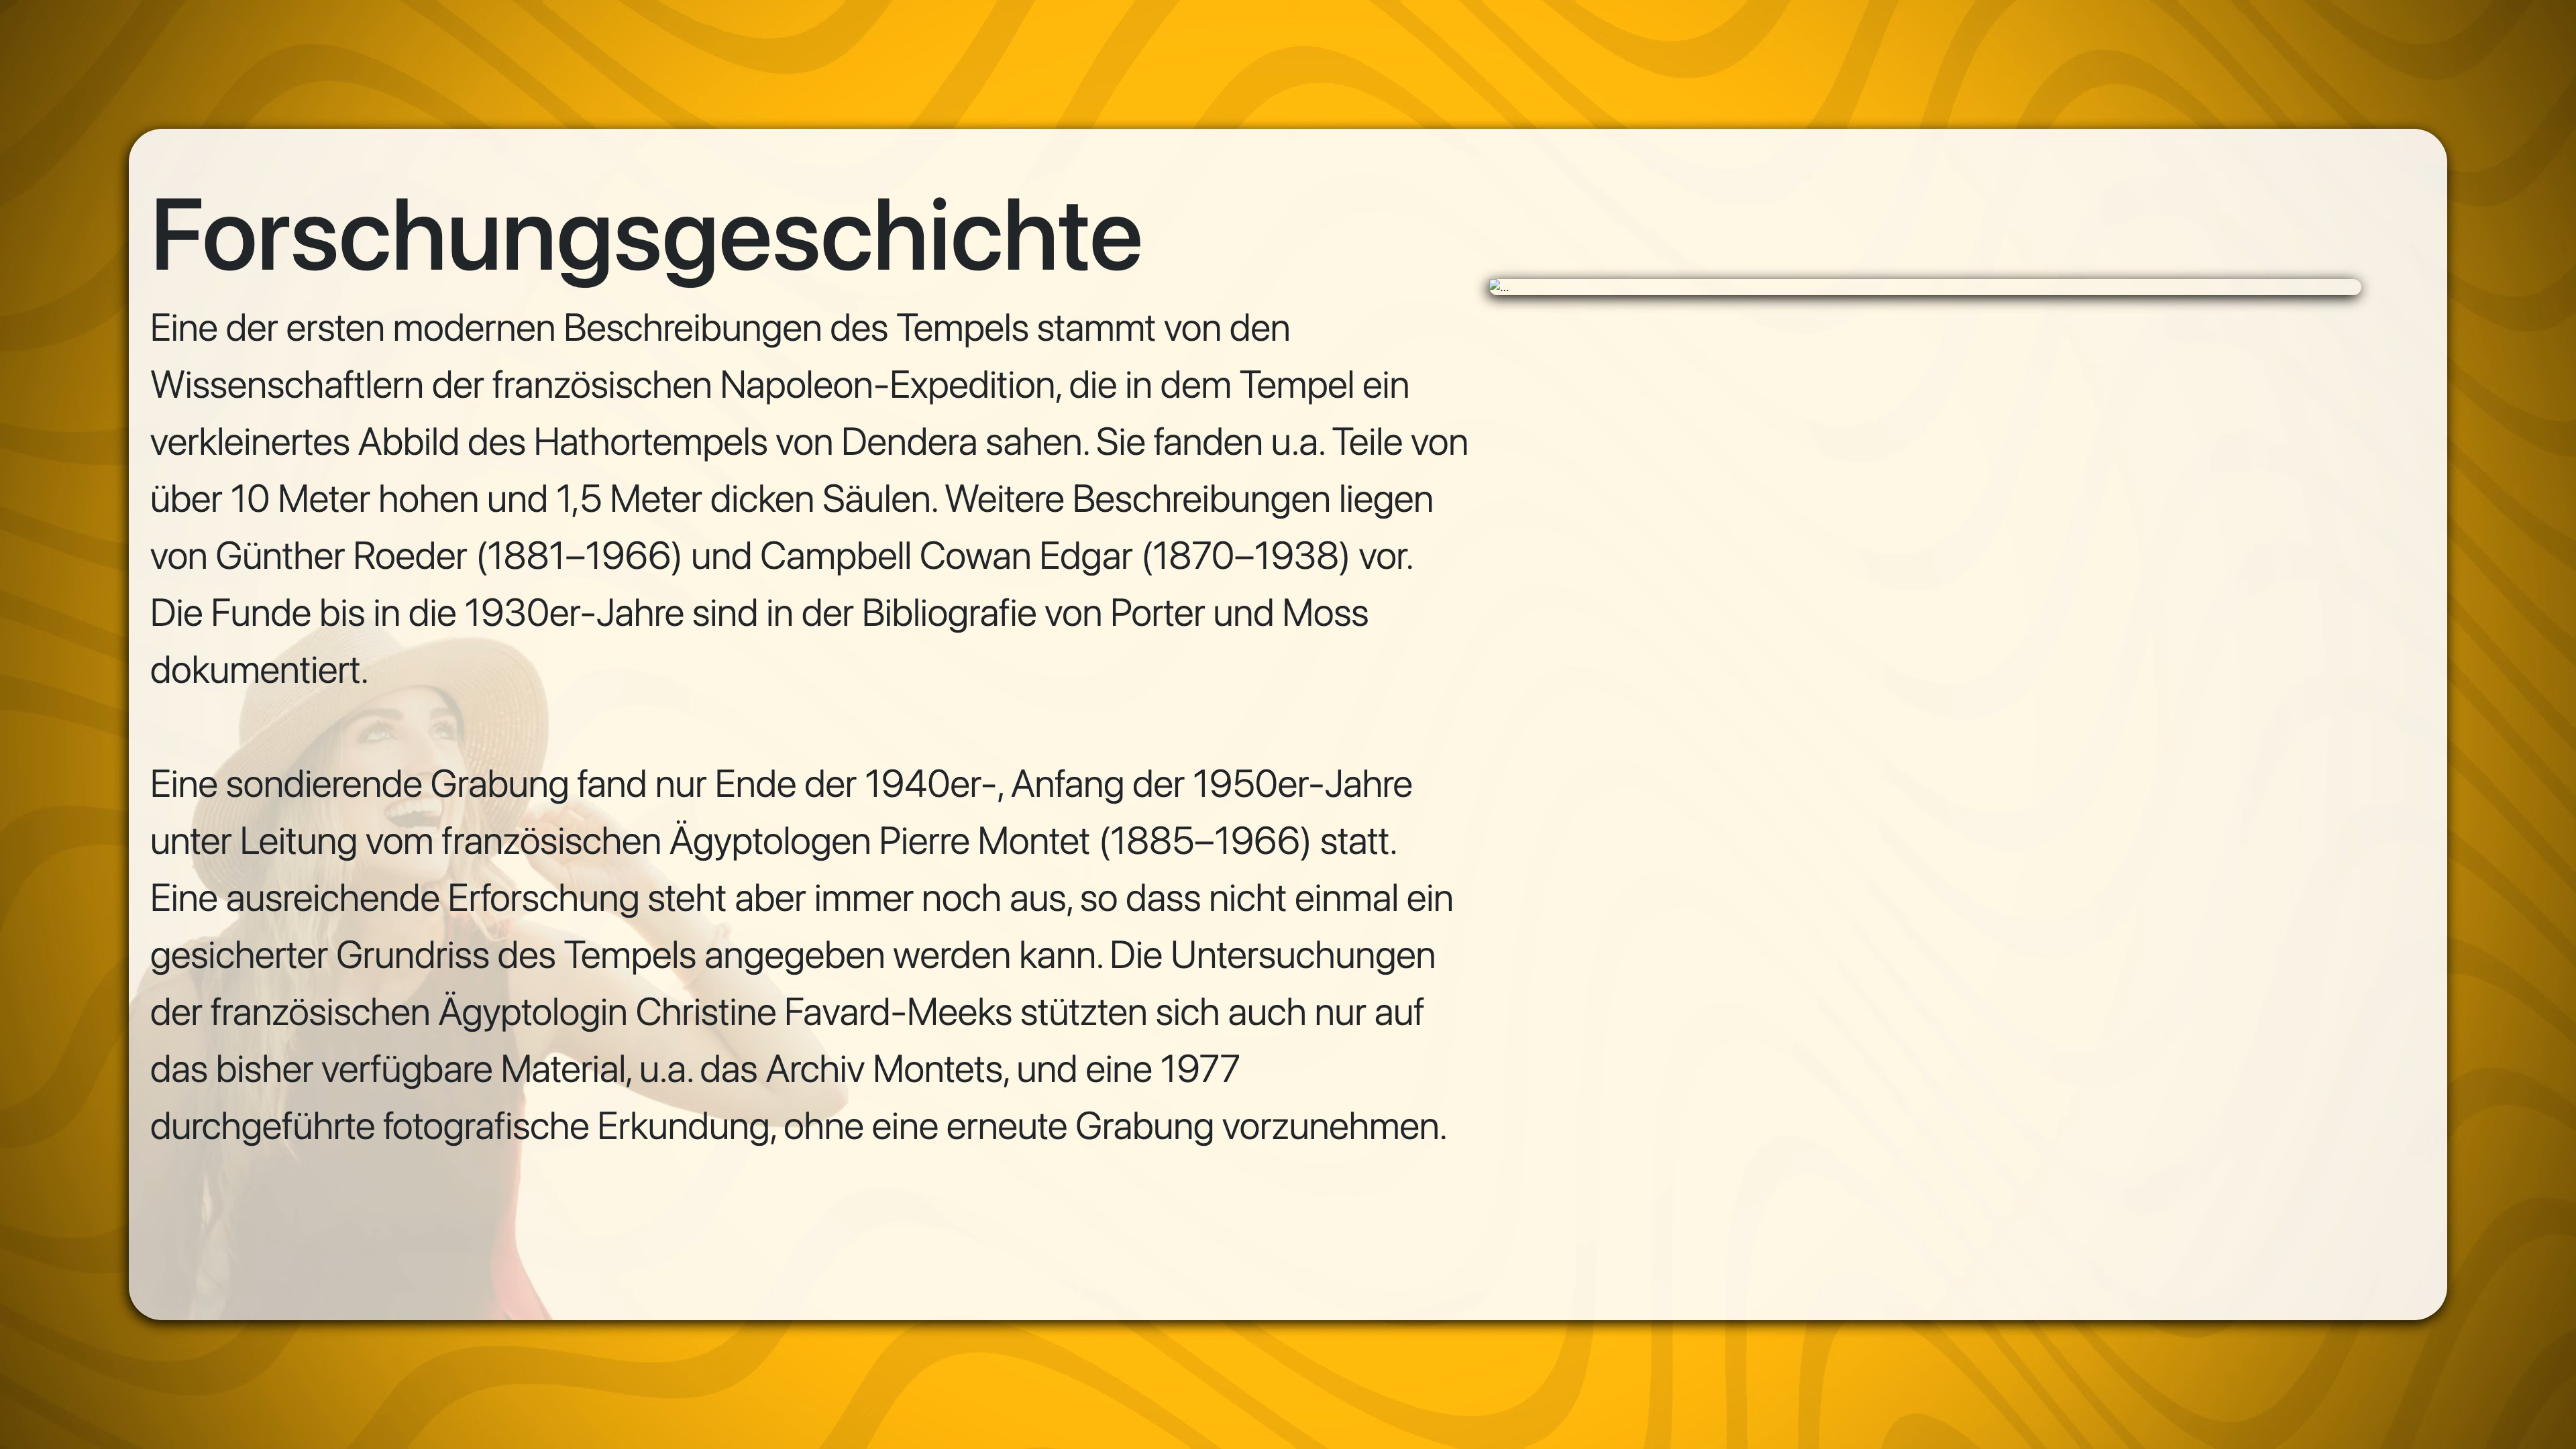 Forschungsgeschichte
Eine der ersten modernen Beschreibungen des Tempels stammt von den
Wissenschaftlern der französischen Napoleon-Expedition, die in dem Tempel ein
verkleinertes Abbild des Hathortempels von Dendera sahen. Sie fanden u.a. Teile von
über 10 Meter hohen und 1,5 Meter dicken Säulen. Weitere Beschreibungen liegen
von Günther Roeder (1881–1966) und Campbell Cowan Edgar (1870–1938) vor.
Die Funde bis in die 1930er-Jahre sind in der Bibliografie von Porter und Moss
dokumentiert.
Eine sondierende Grabung fand nur Ende der 1940er-, Anfang der 1950er-Jahre
unter Leitung vom französischen Ägyptologen Pierre Montet (1885–1966) statt.
Eine ausreichende Erforschung steht aber immer noch aus, so dass nicht einmal ein
gesicherter Grundriss des Tempels angegeben werden kann. Die Untersuchungen
der französischen Ägyptologin Christine Favard-Meeks stützten sich auch nur auf
das bisher verfügbare Material, u.a. das Archiv Montets, und eine 1977
durchgeführte fotografische Erkundung, ohne eine erneute Grabung vorzunehmen.
...